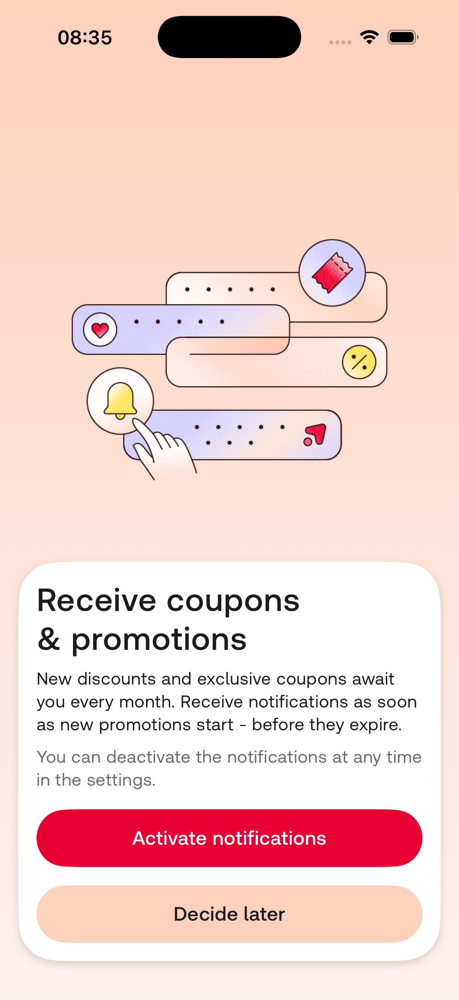 08:35
Receive coupons
& promotions
New discounts and exclusive coupons await
you every month. Receive notifications as soon
as new promotions start - before they expire.
You can deactivate the notifications at any time
in the settings.
Activate notifications
Decide later